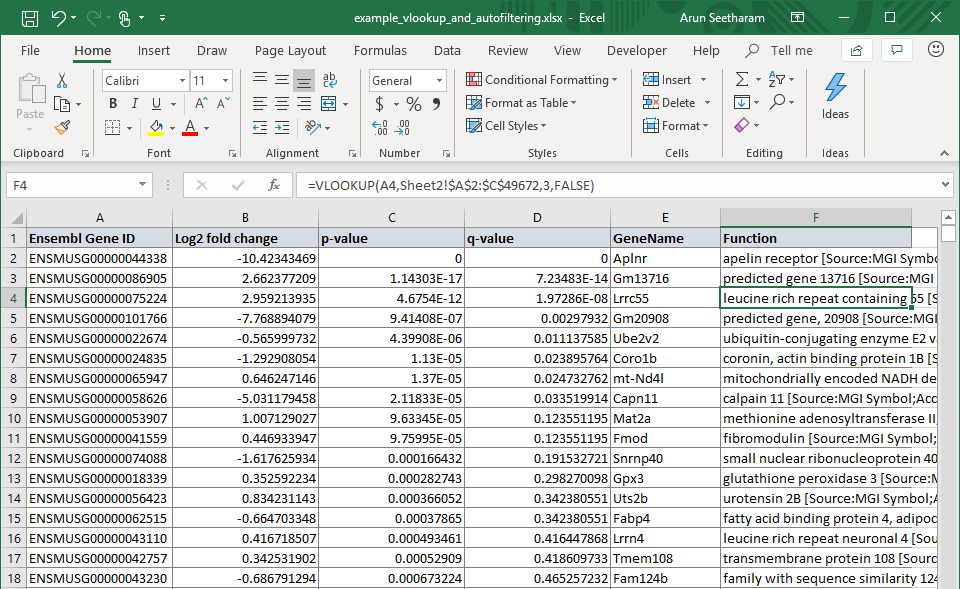 example_vlookup_and_autofiltering.xlsx - Excel Arun Seetharam
File Home Insert Draw Page Layout Formulas Data Review View Developer Help Tell me
Paste
Calibri 11
General
B I U
A A
ab
$ % ,
Conditional Formatting
Format as Table
Cell Styles
Insert
Delete
Format
Ideas
Clipboard Font Alignment Number Styles Cells Editing Ideas
F4 fx =VLOOKUP(A4,Sheet2!$A$2:$C$49672,3,FALSE)
A B C D E F
1 Ensembl Gene ID Log2 fold change p-value q-value GeneName Function
2 ENSMUSG00000044338 -10.42343469 0 0 Aplnr apelin receptor [Source:MGI Symbo
3 ENSMUSG00000086905 2.662377209 1.14303E-17 7.23483E-14 Gm13716 predicted gene 13716 [Source:MGI
4 ENSMUSG00000075224 2.959213935 4.6754E-12 1.97286E-08 Lrrc55 leucine rich repeat containing 55 [S
5 ENSMUSG00000101766 -7.768894079 9.41408E-07 0.00297932 Gm20908 predicted gene, 20908 [Source:MGI
6 ENSMUSG00000022674 -0.565999732 4.39908E-06 0.011137585 Ube2v2 ubiquitin-conjugating enzyme E2 v
7 ENSMUSG00000024835 -1.292908054 1.13E-05 0.023895764 Coro1b coronin, actin binding protein 1B [S
8 ENSMUSG00000065947 0.646247146 1.37E-05 0.024732762 mt-Nd4l mitochondrially encoded NADH de
9 ENSMUSG00000058626 -5.031179458 2.11833E-05 0.033519914 Capn11 calpain 11 [Source:MGI Symbol;Acc
10 ENSMUSG00000053907 1.007129027 9.63345E-05 0.123551195 Mat2a methionine adenosyltransferase II,
11 ENSMUSG00000041559 0.446933947 9.75995E-05 0.123551195 Fmod fibromodulin [Source:MGI Symbol;
12 ENSMUSG00000074088 -1.617625934 0.000166432 0.191532721 Snrnp40 small nuclear ribonucleoprotein 40
13 ENSMUSG00000018339 0.352592234 0.000282743 0.298270098 Gpx3 glutathione peroxidase 3 [Source:M
14 ENSMUSG00000056423 0.834231143 0.000366052 0.342380551 Uts2b urotensin 2B [Source:MGI Symbol;A
15 ENSMUSG00000062515 -0.664703348 0.00037865 0.342380551 Fabp4 fatty acid binding protein 4, adipoc
16 ENSMUSG00000043110 0.416718507 0.000493461 0.416447868 Lrrn4 leucine rich repeat neuronal 4 [Sou
17 ENSMUSG00000042757 0.342531902 0.00052909 0.418609733 Tmem108 transmembrane protein 108 [Sourc
18 ENSMUSG00000043230 -0.686791294 0.000673224 0.465257232 Fam124b family with sequence similarity 124